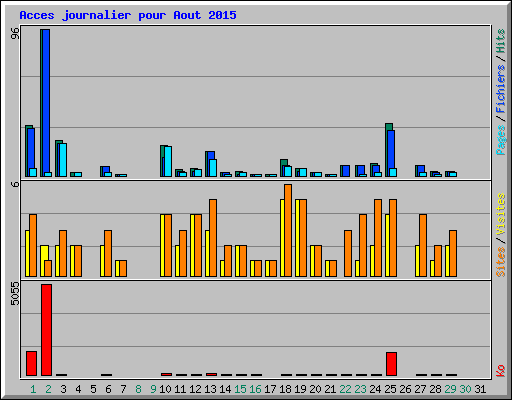 Acces journalier pour Aout 2015
96
Pages / Fichiers / Hits
6
Sites / Visites
5055
Ko
1 2 3 4 5 6 7 8 9 10 11 12 13 14 15 16 17 18 19 20 21 22 23 24 25 26 27 28 29 30 31